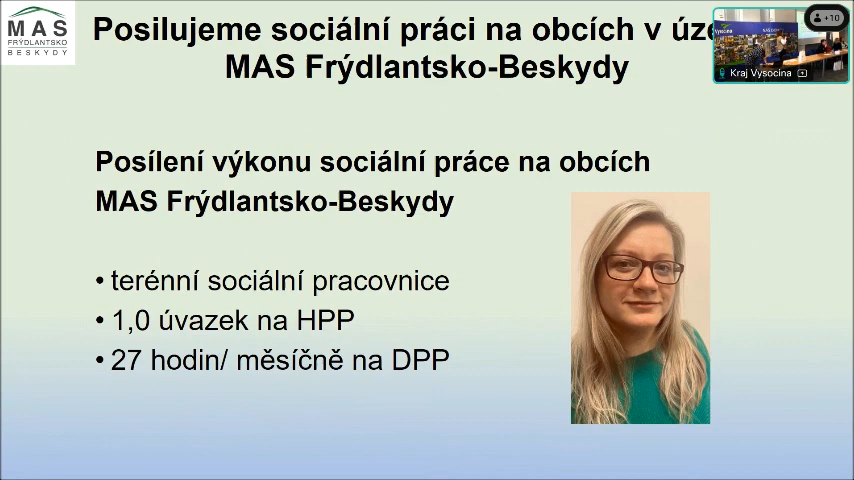 MAS
FRÝDLANTSKO
BESKYDY
Posilujeme sociální práci na obcích v úze
MAS Frýdlantsko-Beskydy
+10
Vysočina
Kraj Vysocina
Posílení výkonu sociální práce na obcích
MAS Frýdlantsko-Beskydy
• terénní sociální pracovnice
• 1,0 úvazek na HPP
• 27 hodin/ měsíčně na DPP